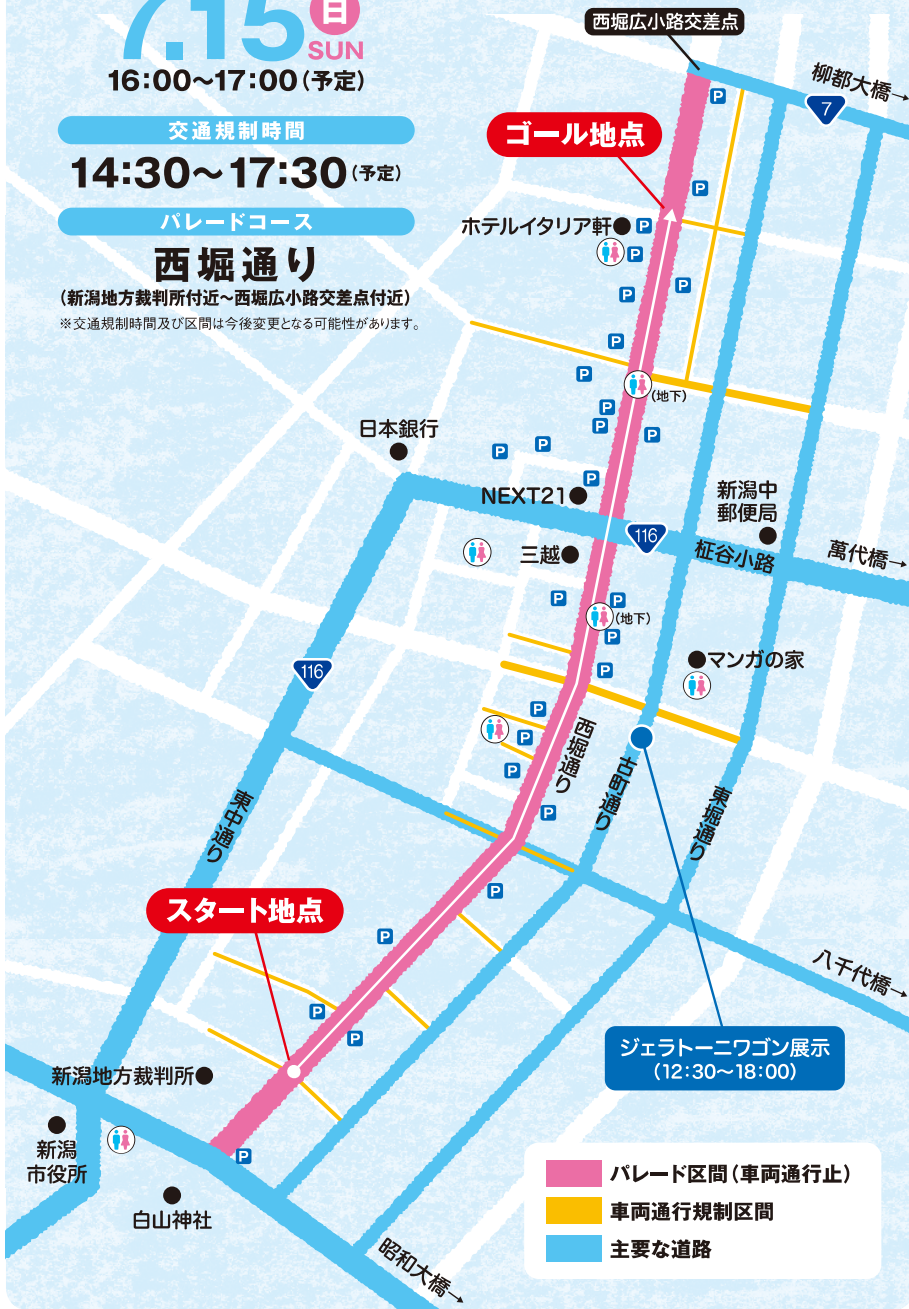 7.15 日
SUN
16:00〜17:00(予定)
交通規制時間
14:30〜17:30(予定)
パレードコース
西堀通り
(新潟地方裁判所付近〜西堀広小路交差点付近)
※交通規制時間及び区間は今後変更となる可能性があります。
西堀広小路交差点
柳都大橋→
7
P
ゴール地点
P
ホテルイタリア軒
P
P
P
P
P
P
(地下)
P
P
P
日本銀行
P
P
P
NEXT21
新潟中
郵便局
116
柾谷小路
萬代橋→
三越
P
P
(地下)
P
P
マンガの家
116
P
P
P
西堀通り
古町通り
東堀通り
東中通り
P
P
スタート地点
P
八千代橋→
P
P
ジェラトーニワゴン展示
(12:30〜18:00)
新潟地方裁判所
新潟
市役所
P
白山神社
昭和大橋→
パレード区間(車両通行止)
車両通行規制区間
主要な道路